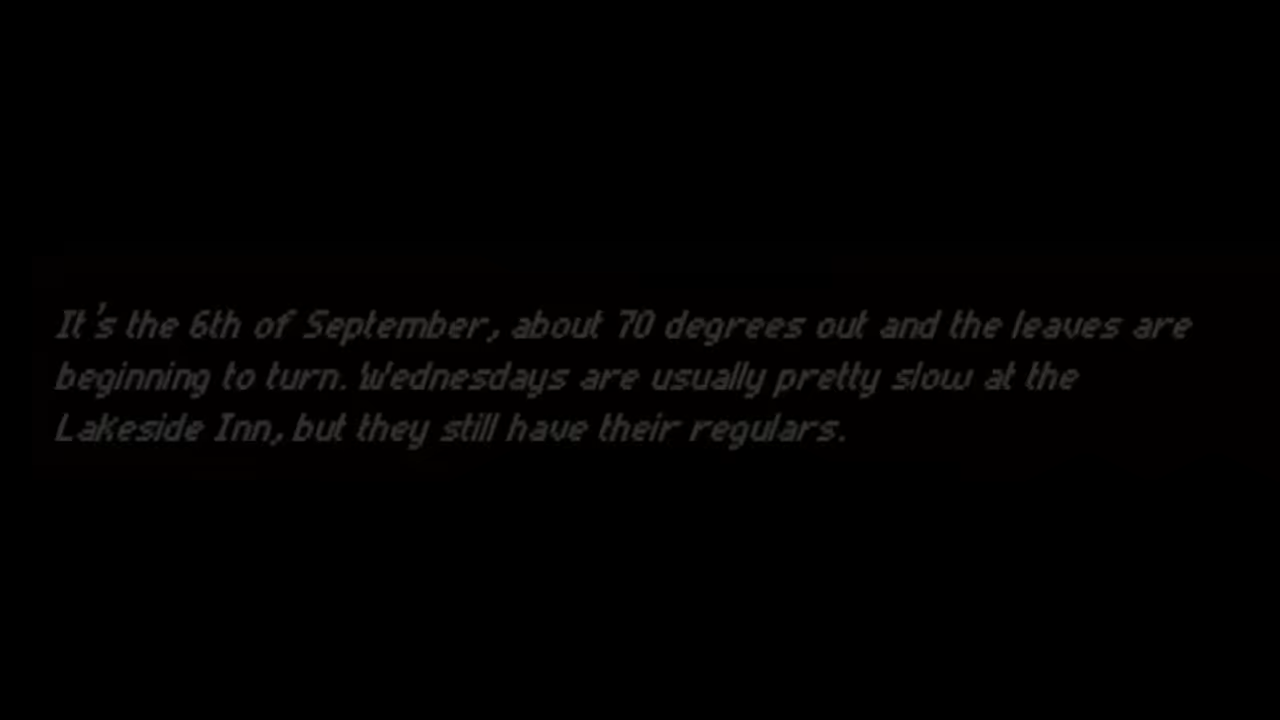 It's the 6th of September, about 70 degrees out and the leaves are
beginning to turn. Wednesdays are usually pretty slow at the
Lakeside Inn, but they still have their regulars.